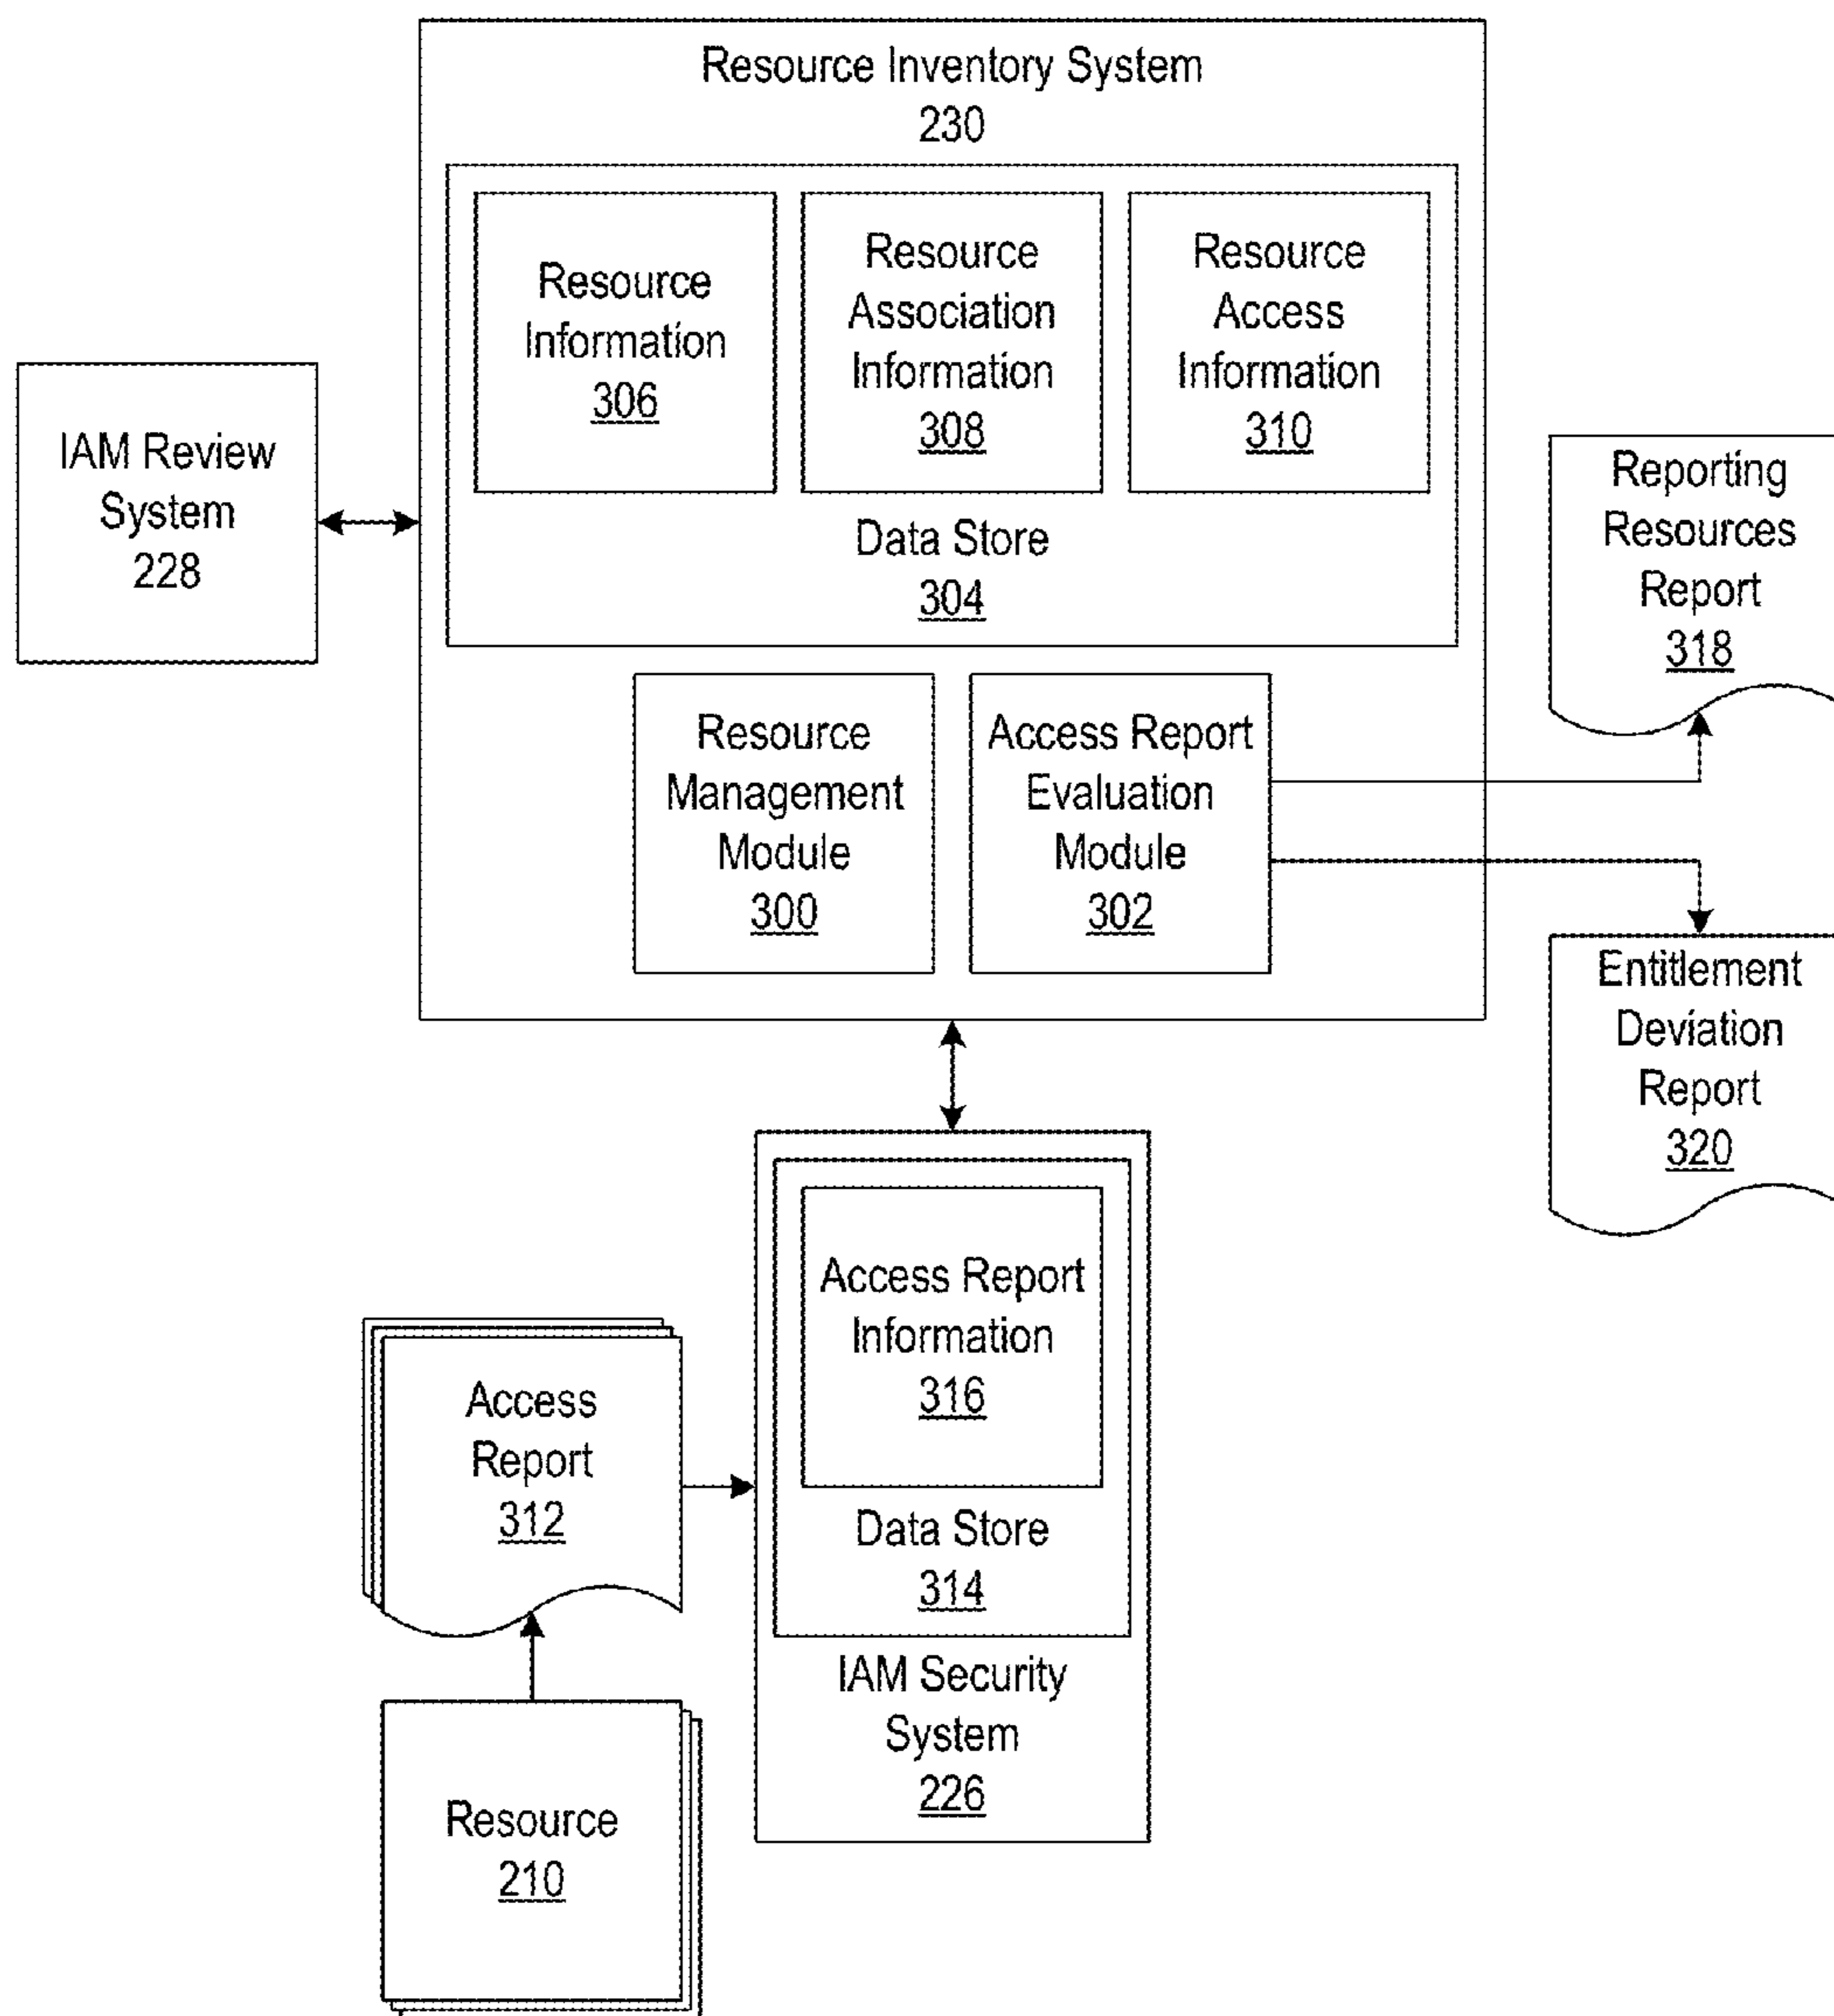 Resource Inventory System
230
Resource
Information
306
Resource
Association
Information
308
Resource
Access
Information
310
Data Store
304
IAM Review
System
228
Resource
Management
Module
300
Access Report
Evaluation
Module
302
Reporting
Resources
Report
318
Entitlement
Deviation
Report
320
Access Report
Information
316
Data Store
314
IAM Security
System
226
Access
Report
312
Resource
210